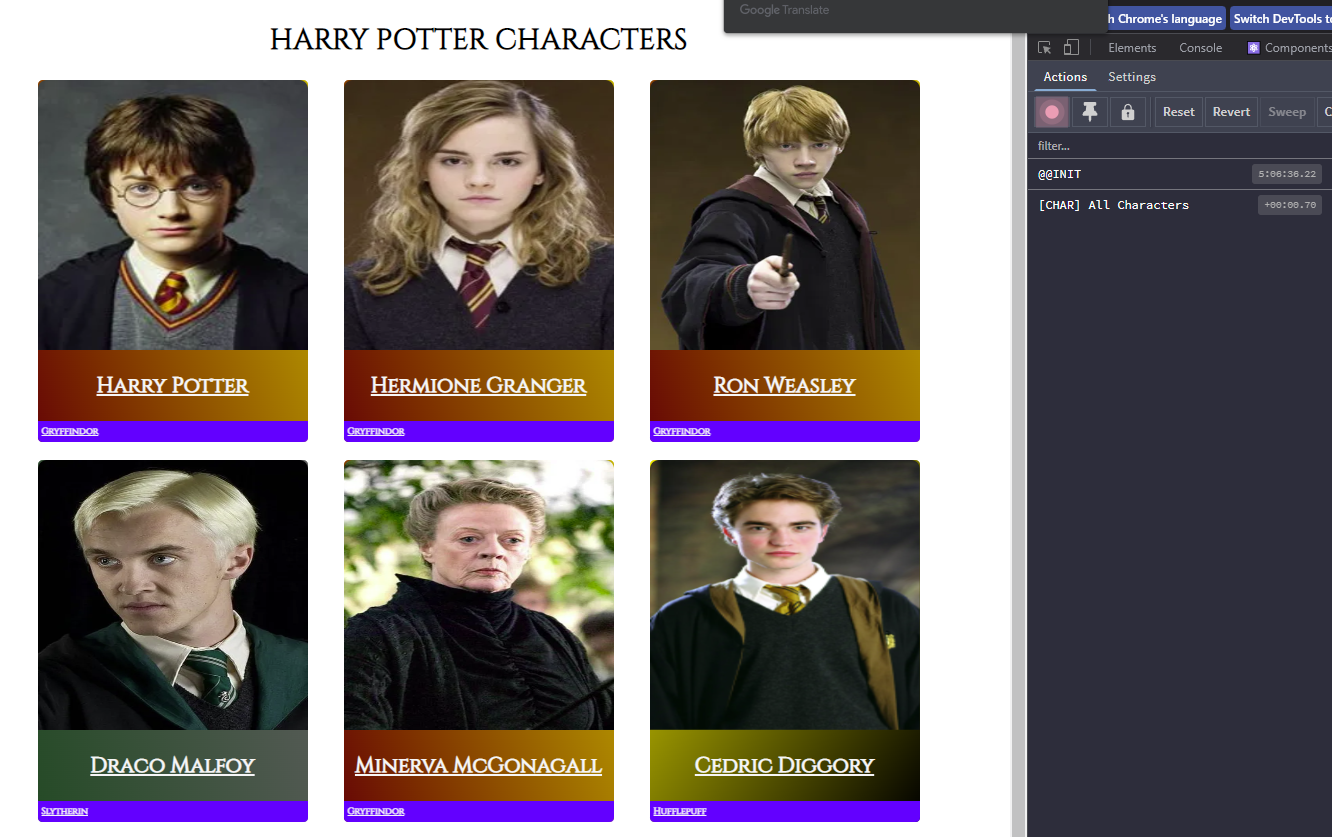 Google Translate
h Chrome's language Switch DevTools to
HARRY POTTER CHARACTERS
Elements Console Components
Actions Settings
Reset Revert Sweep C
filter...
@@INIT 5:06:36.22
[CHAR] All Characters +00:00.70
Harry Potter Hermione Granger Ron Weasley
Gryffindor Gryffindor Gryffindor
Draco Malfoy Minerva McGonagall Cedric Diggory
Slytherin Gryffindor Hufflepuff